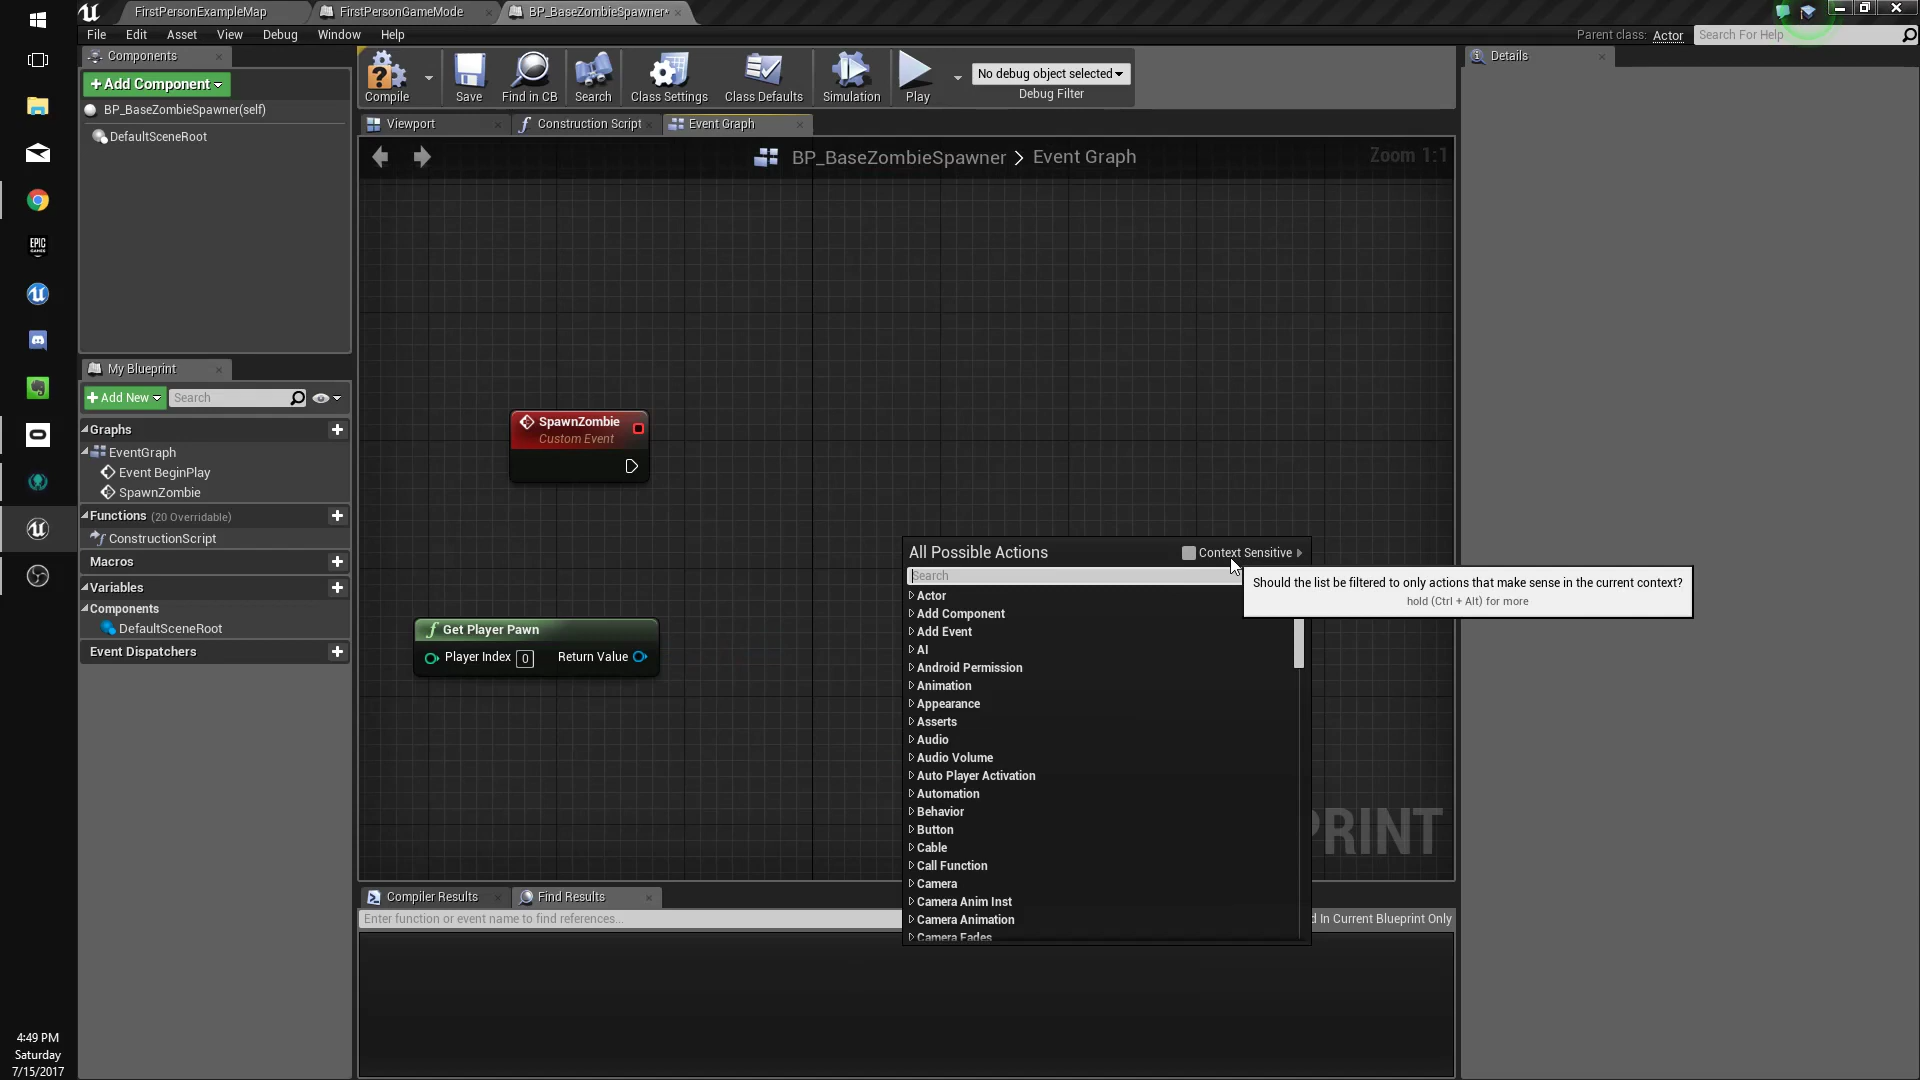 FirstPersonExampleMap
FirstPersonGameMode
BP_BaseZombieSpawner*
File Edit Asset View Debug Window Help
Parent class: Actor
Search For Help
Components
+ Add Component
BP_BaseZombieSpawner(self)
DefaultSceneRoot
Compile
Save
Find in CB
Search
Class Settings
Class Defaults
Simulation
Play
No debug object selected
Debug Filter
Details
Viewport
Construction Script
Event Graph
BP_BaseZombieSpawner > Event Graph
Zoom 1:1
EPIC
GAMES
My Blueprint
+ Add New
Search
Graphs
EventGraph
Event BeginPlay
SpawnZombie
Functions (20 Overridable)
ConstructionScript
Macros
Variables
Components
DefaultSceneRoot
Event Dispatchers
SpawnZombie
Custom Event
Get Player Pawn
Player Index 0 Return Value
All Possible Actions
Context Sensitive
Search
Should the list be filtered to only actions that make sense in the current context?
hold (Ctrl + Alt) for more
Actor
Add Component
Add Event
AI
Android Permission
Animation
Appearance
Asserts
Audio
Audio Volume
Auto Player Activation
Automation
Behavior
Button
Cable
Call Function
Camera
Camera Anim Inst
Camera Animation
Camera Fades
PRINT
Compiler Results
Find Results
Enter function or event name to find references...
In Current Blueprint Only
4:49 PM
Saturday
7/15/2017